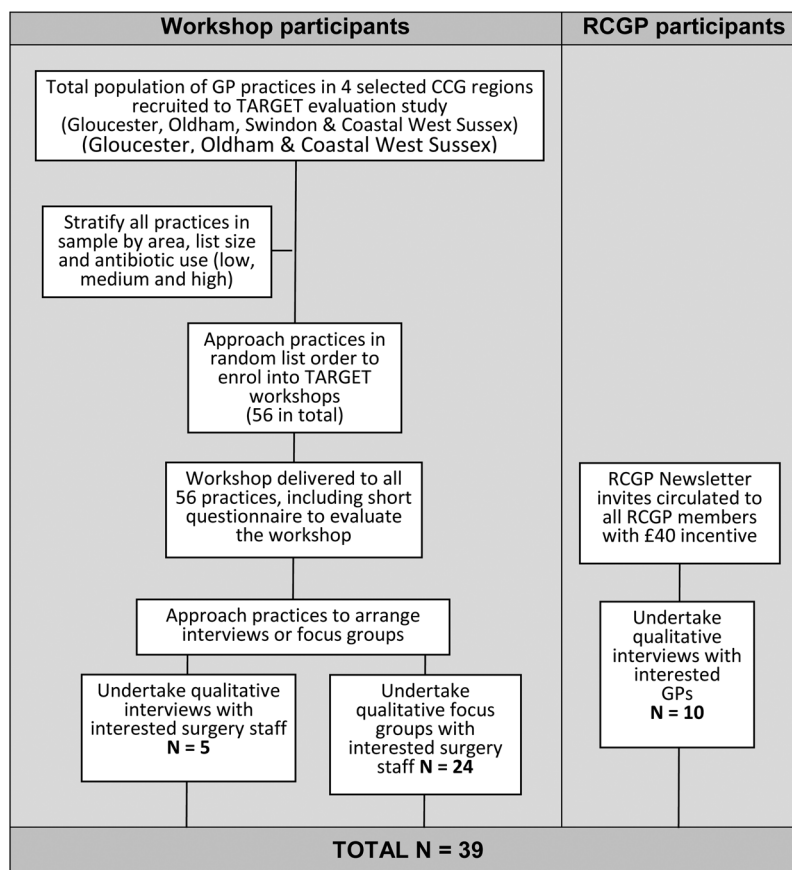 Workshop participants
RCGP participants
Total population of GP practices in 4 selected CCG regions
recruited to TARGET evaluation study
(Gloucester, Oldham, Swindon & Coastal West Sussex)
(Gloucester, Oldham & Coastal West Sussex)
Stratify all practices in
sample by area, list size
and antibiotic use (low,
medium and high)
Approach practices in
random list order to
enrol into TARGET
workshops
(56 in total)
Workshop delivered to all
56 practices, including short
questionnaire to evaluate
the workshop
Approach practices to arrange
interviews or focus groups
Undertake qualitative
interviews with
interested surgery staff
N = 5
Undertake
qualitative focus
groups with
interested surgery
staff N = 24
RCGP Newsletter
invites circulated to
all RCGP members
with £40 incentive
Undertake
qualitative
interviews with
interested
GPs
N = 10
TOTAL N = 39